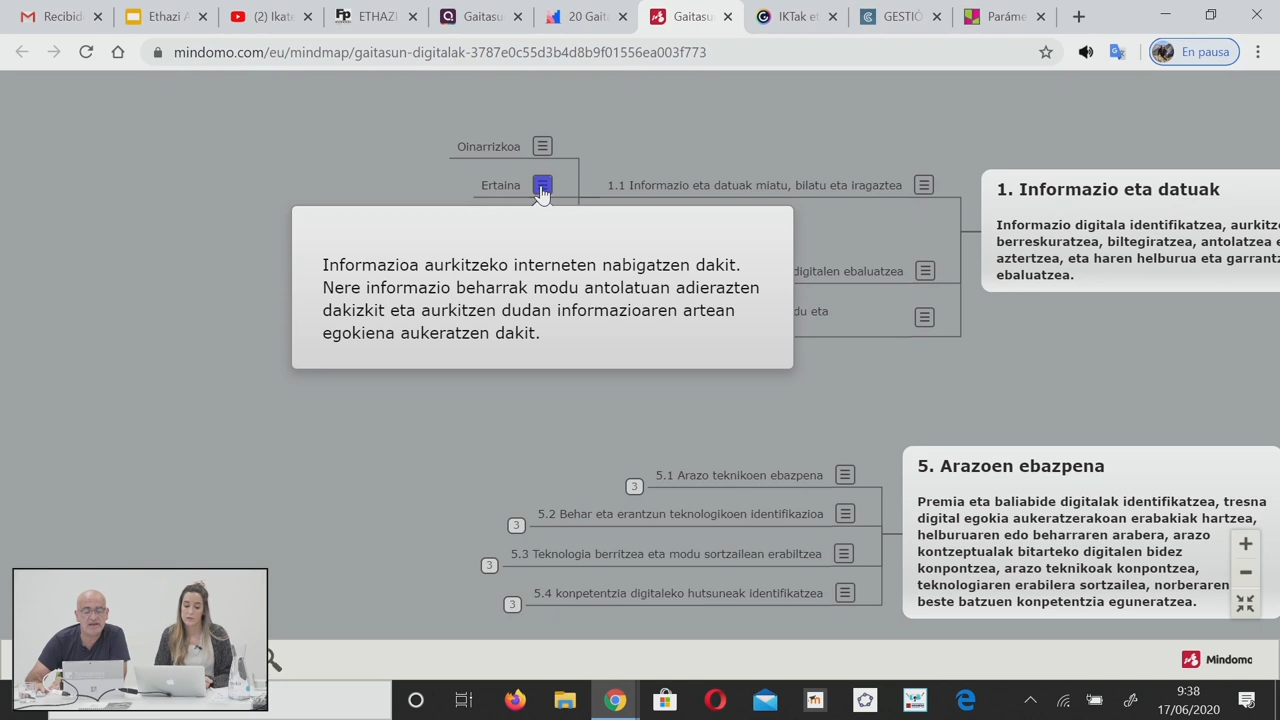 Recibid
Ethazi A
(2) Ikate
Fp ETHAZI
Gaitasu
20 Gait
Gaitasun
IKTak et
GESTIÓ
Paráme
mindomo.com/eu/mindmap/gaitasun-digitalak-3787e0c55d3b4d8b9f01556ea003f773
En pausa
Oinarrizkoa
Ertaina
1.1 Informazio eta datuak miatu, bilatu eta iragaztea
1. Informazio eta datuak
Informazio digitala identifikatzea, aurkitze
berreskuratzea, biltegiratzea, antolatzea e
aztertzea, eta haren helburua eta garrantz
ebaluatzea.
Informazioa aurkitzeko interneten nabigatzen dakit.
Nere informazio beharrak modu antolatuan adierazten
dakizkit eta aurkitzen dudan informazioaren artean
egokiena aukeratzen dakit.
digitalen ebaluatzea
du eta
5.1 Arazo teknikoen ebazpena
3
5.2 Behar eta erantzun teknologikoen identifikazioa
3
5.3 Teknologia berritzea eta modu sortzailean erabiltzea
3
5.4 konpetentzia digitaleko hutsuneak identifikatzea
3
5. Arazoen ebazpena
Premia eta baliabide digitalak identifikatzea, tresna
digital egokia aukeratzerakoan erabakiak hartzea,
helburuaren edo beharraren arabera, arazo
kontzeptualak bitarteko digitalen bidez
konpontzea, arazo teknikoak konpontzea,
teknologiaren erabilera sortzailea, norberaren
beste batzuen konpetentzia eguneratzea.
Mindomo
9:38
17/06/2020